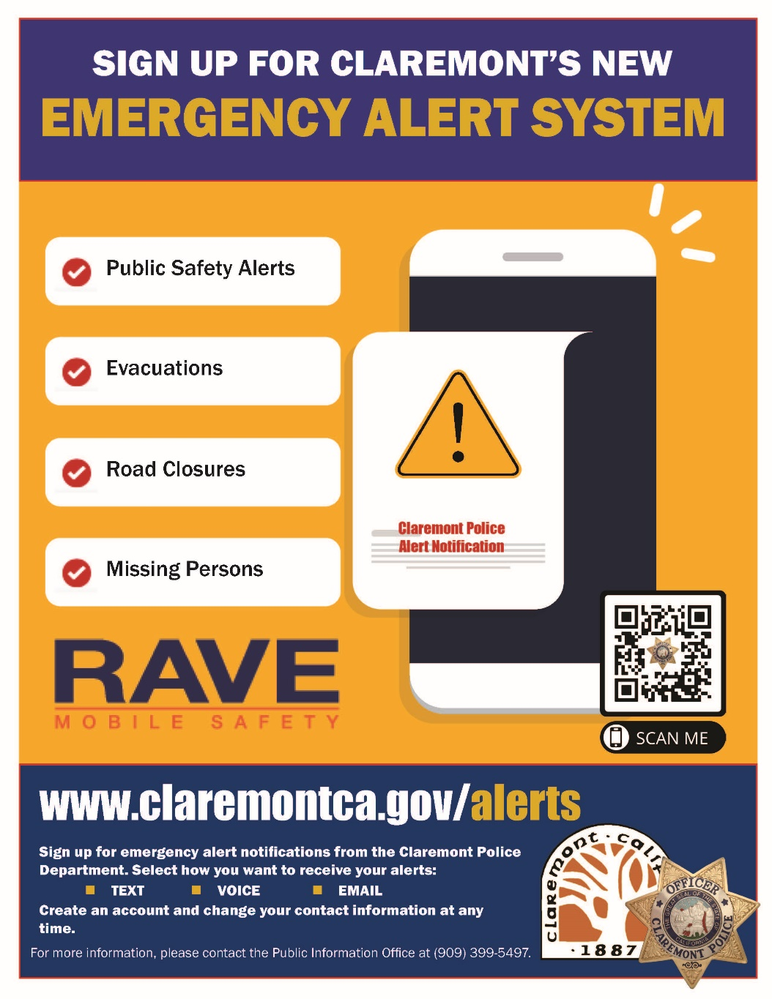 SIGN UP FOR CLAREMONT'S NEW
EMERGENCY ALERT SYSTEM
Public Safety Alerts
Evacuations
Road Closures
Missing Persons
Claremont Police
Alert Notification
RAVE
MOBILE SAFETY
SCAN ME
www.claremontca.gov/alerts
Sign up for emergency alert notifications from the Claremont Police
Department. Select how you want to receive your alerts:
TEXT VOICE EMAIL
Create an account and change your contact information at any
time.
For more information, please contact the Public Information Office at (909) 399-5497.
claremont · calif
· 1887
OFFICER
THE GREAT SEAL OF THE STATE OF
CALIFORNIA
CLAREMONT POLICE